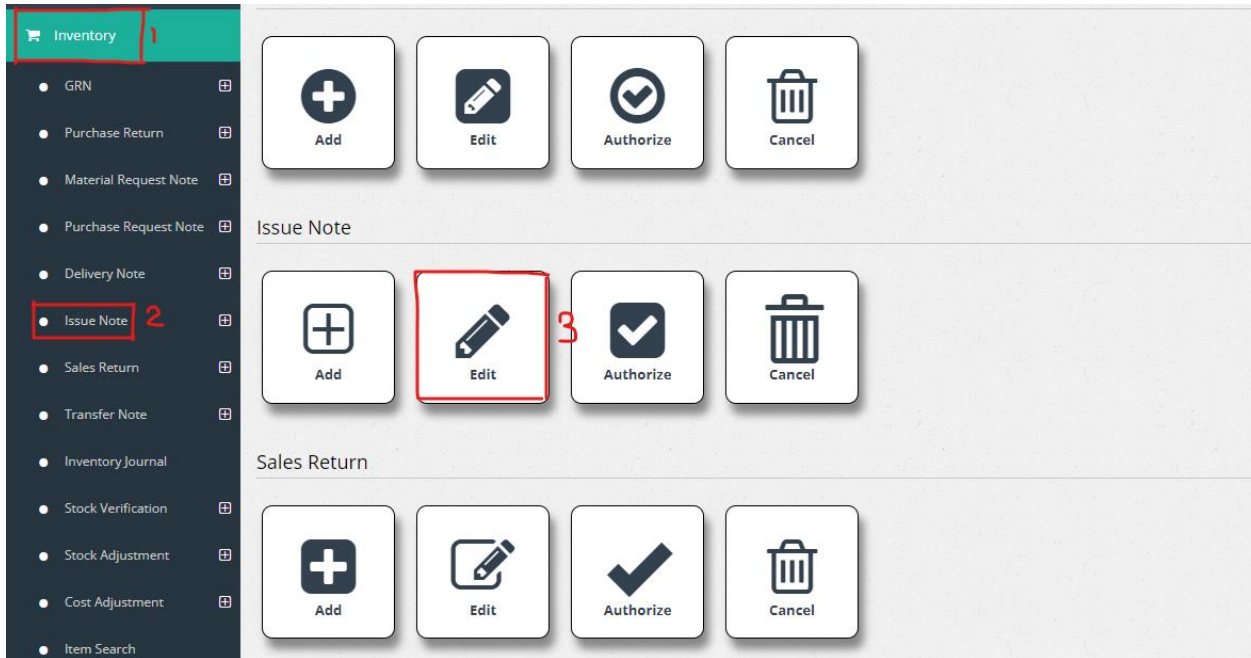 Inventory 1
GRN
Purchase Return
Material Request Note
Purchase Request Note
Delivery Note
Issue Note 2
Sales Return
Transfer Note
Inventory Journal
Stock Verification
Stock Adjustment
Cost Adjustment
Item Search
Add Edit Authorize Cancel
Issue Note
Add Edit 3 Authorize Cancel
Sales Return
Add Edit Authorize Cancel